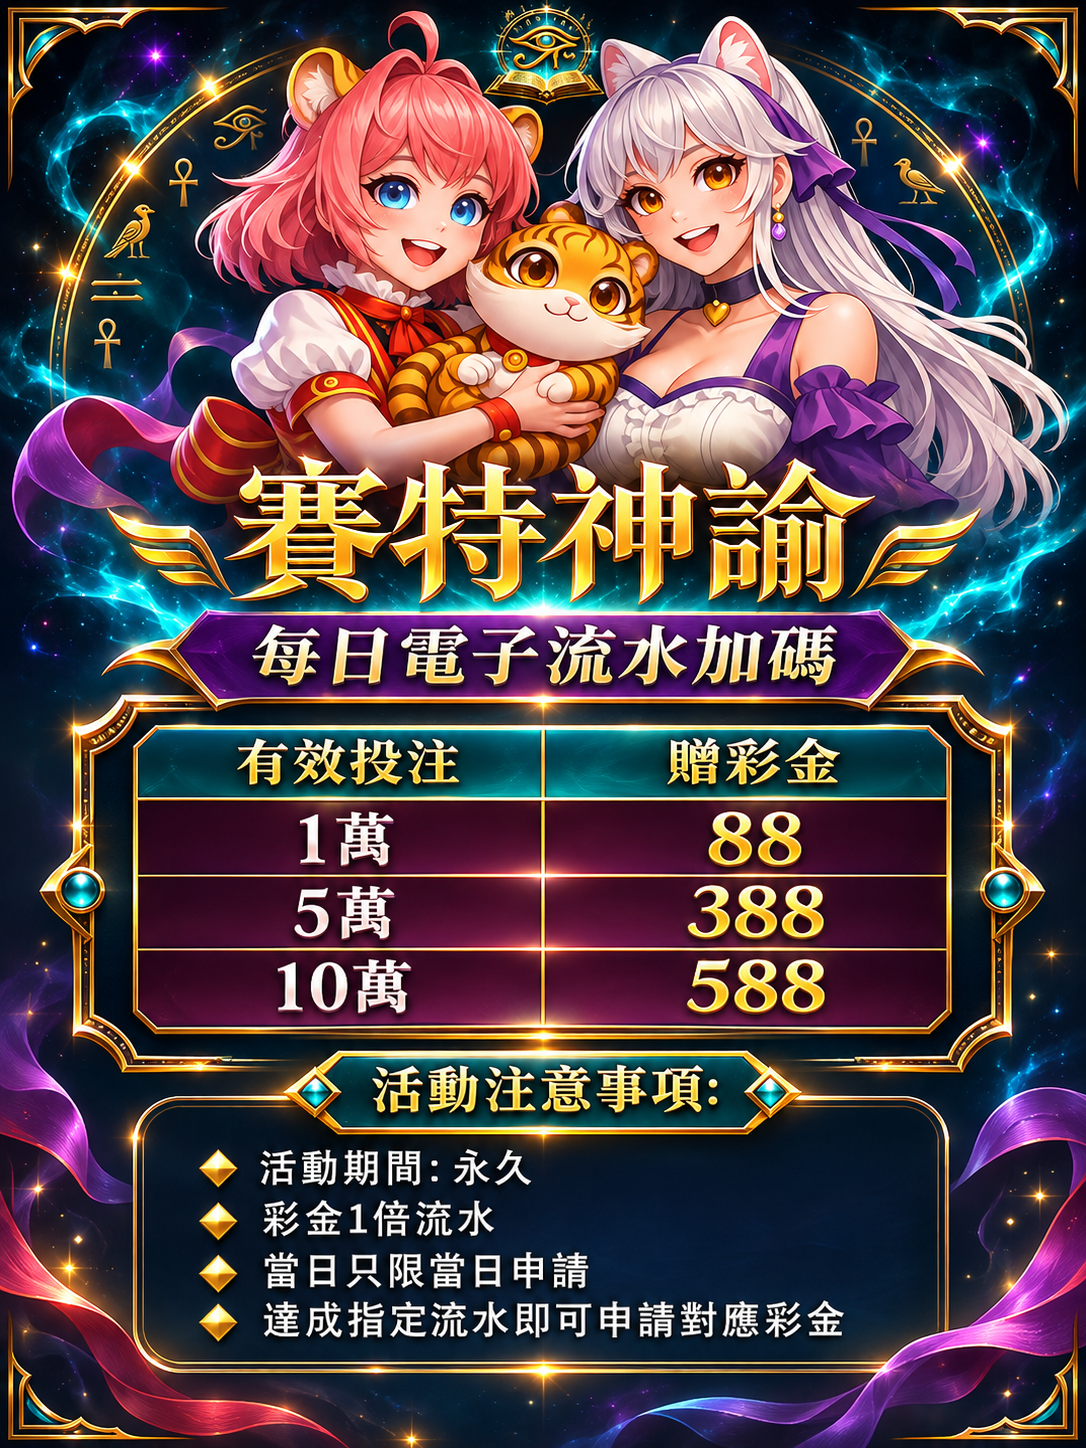 賽特神諭
每日電子流水加碼
有效投注 贈彩金
1萬 88
5萬 388
10萬 588
活動注意事項:
活動期間:永久
彩金1倍流水
當日只限當日申請
達成指定流水即可申請對應彩金